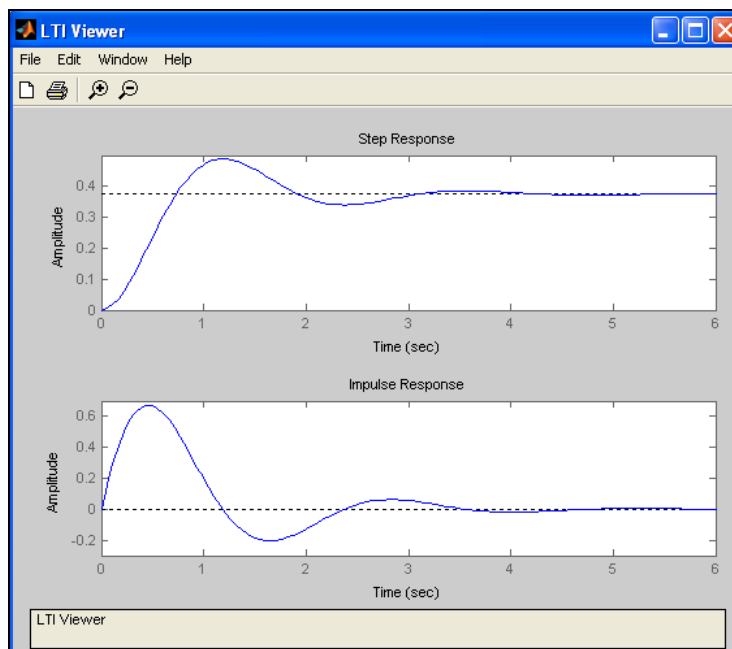 LTI Viewer
File Edit Window Help
Step Response
Amplitude
0.4
0.3
0.2
0.1
0
0 1 2 3 4 5 6
Time (sec)
Impulse Response
Amplitude
0.6
0.4
0.2
0
-0.2
0 1 2 3 4 5 6
Time (sec)
LTI Viewer